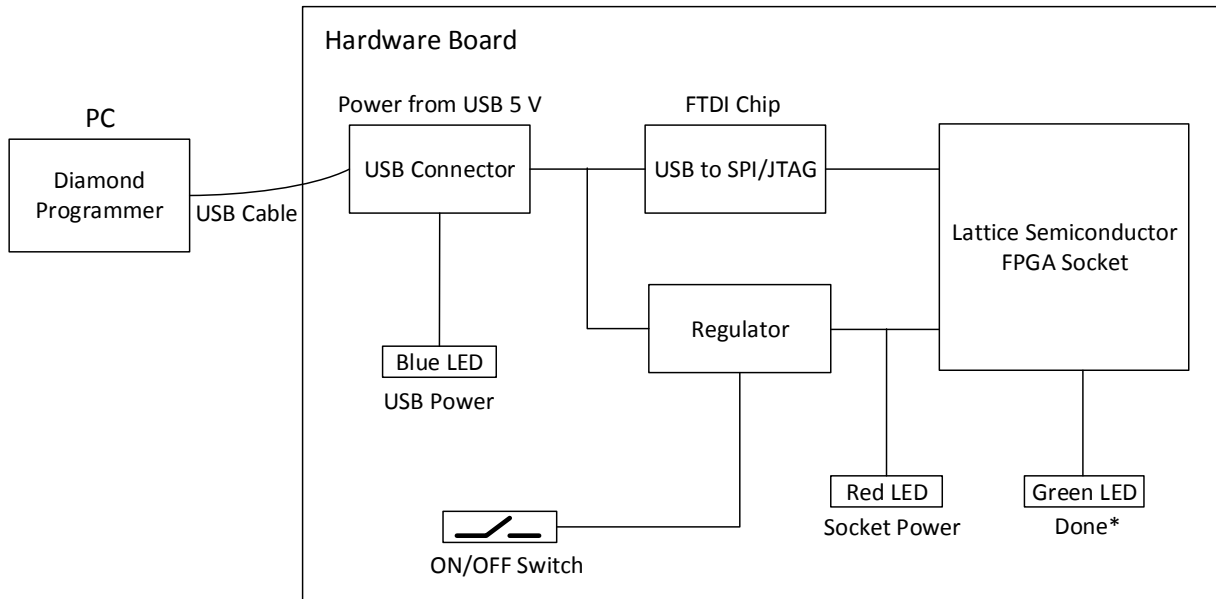 Hardware Board
PC
Diamond
Programmer
USB Cable
Power from USB 5 V
USB Connector
FTDI Chip
USB to SPI/JTAG
Lattice Semiconductor
FPGA Socket
Regulator
Blue LED
USB Power
Red LED
Socket Power
Green LED
Done*
ON/OFF Switch